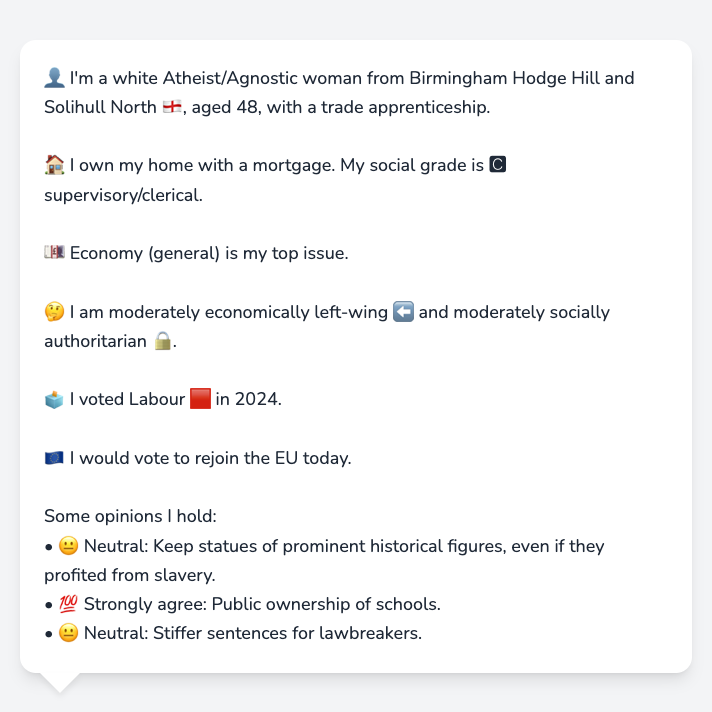 👤 I'm a white Atheist/Agnostic woman from Birmingham Hodge Hill and
Solihull North 🏴󠁧󠁢󠁥󠁮󠁧󠁿, aged 48, with a trade apprenticeship.
🏠 I own my home with a mortgage. My social grade is 🅲
supervisory/clerical.
💷 Economy (general) is my top issue.
🤔 I am moderately economically left-wing ⬅️ and moderately socially
authoritarian 🔒.
🗳️ I voted Labour 🟥 in 2024.
🇪🇺 I would vote to rejoin the EU today.
Some opinions I hold:
• 😐 Neutral: Keep statues of prominent historical figures, even if they
profited from slavery.
• 💯 Strongly agree: Public ownership of schools.
• 😐 Neutral: Stiffer sentences for lawbreakers.